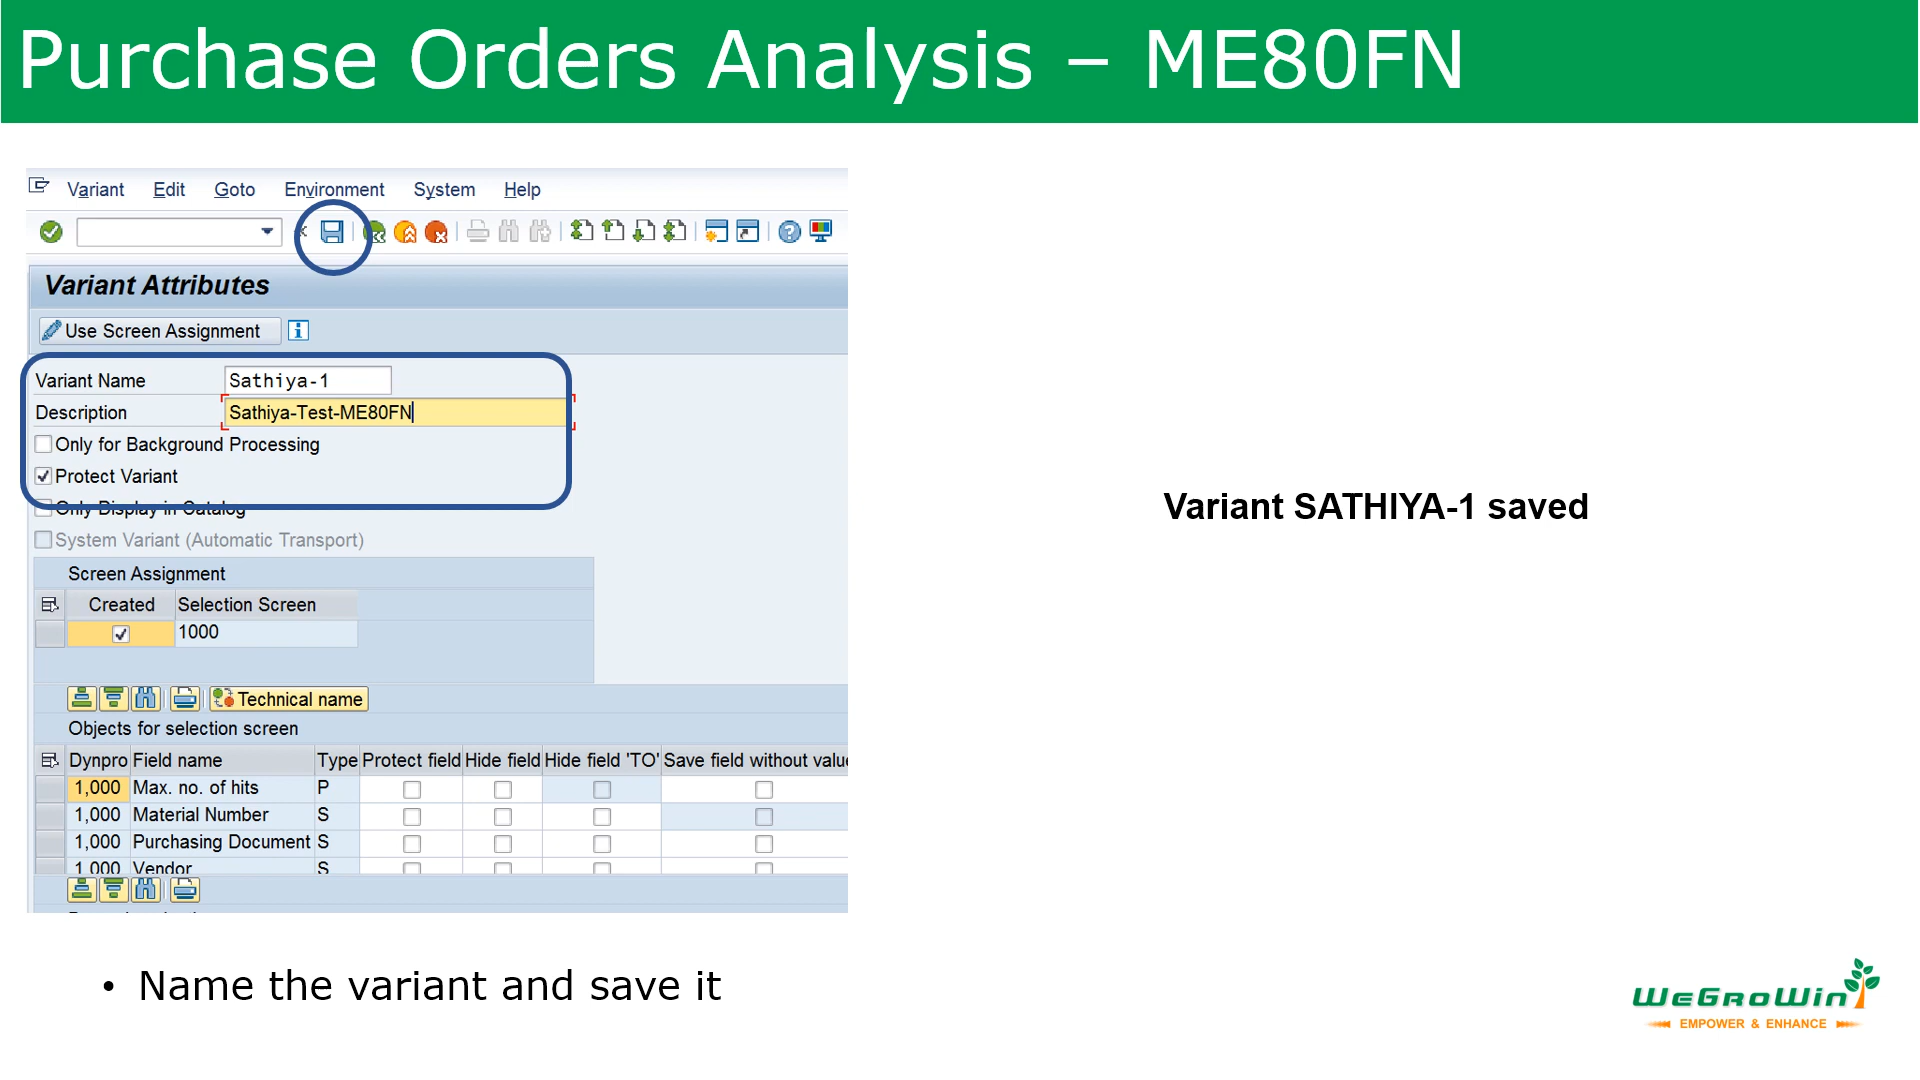 Purchase Orders Analysis – ME80FN
Variant Edit Goto Environment System Help
Variant Attributes
Use Screen Assignment
Variant Name Sathiya-1
Description Sathiya-Test-ME80FN
Only for Background Processing
Protect Variant
Only Display in Catalog
System Variant (Automatic Transport)
Screen Assignment
Created Selection Screen
1000
Technical name
Objects for selection screen
Dynpro Field name Type Protect field Hide field Hide field 'TO' Save field without value
1,000 Max. no. of hits P
1,000 Material Number S
1,000 Purchasing Document S
1,000 Vendor S
Variant SATHIYA-1 saved
• Name the variant and save it
WeGroWin
EMPOWER & ENHANCE